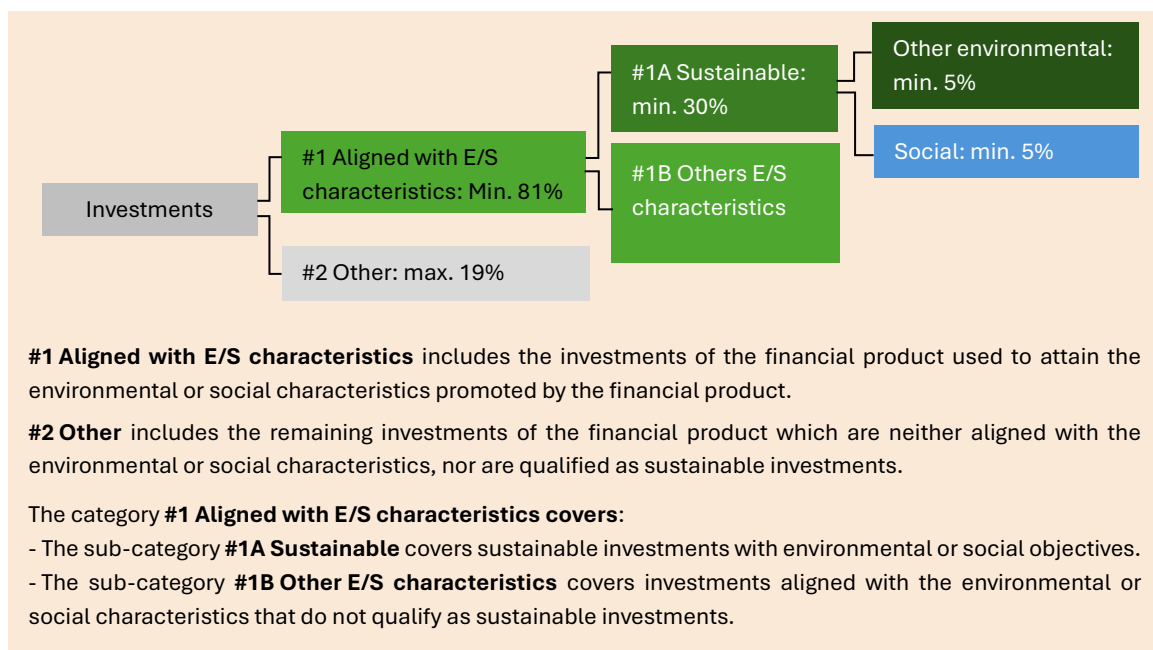 Investments
#1 Aligned with E/S
characteristics: Min. 81%
#2 Other: max. 19%
#1A Sustainable:
min. 30%
#1B Others E/S
characteristics
Other environmental:
min. 5%
Social: min. 5%
#1 Aligned with E/S characteristics includes the investments of the financial product used to attain the
environmental or social characteristics promoted by the financial product.
#2 Other includes the remaining investments of the financial product which are neither aligned with the
environmental or social characteristics, nor are qualified as sustainable investments.
The category #1 Aligned with E/S characteristics covers:
- The sub-category #1A Sustainable covers sustainable investments with environmental or social objectives.
- The sub-category #1B Other E/S characteristics covers investments aligned with the environmental or
social characteristics that do not qualify as sustainable investments.